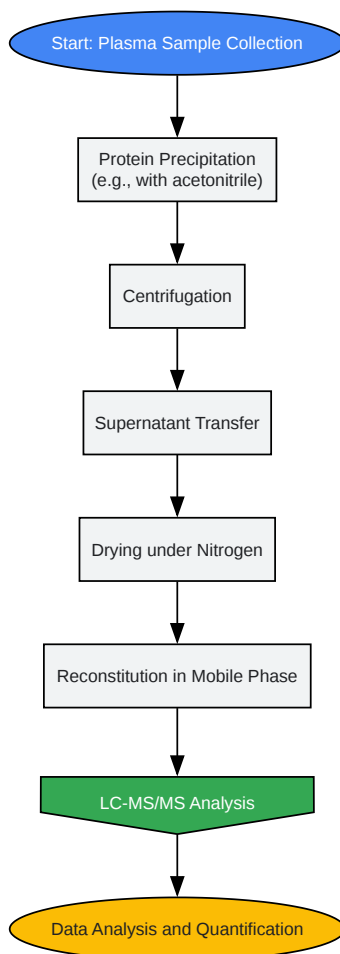 Start: Plasma Sample Collection
Protein Precipitation
(e.g., with acetonitrile)
Centrifugation
Supernatant Transfer
Drying under Nitrogen
Reconstitution in Mobile Phase
LC-MS/MS Analysis
Data Analysis and Quantification